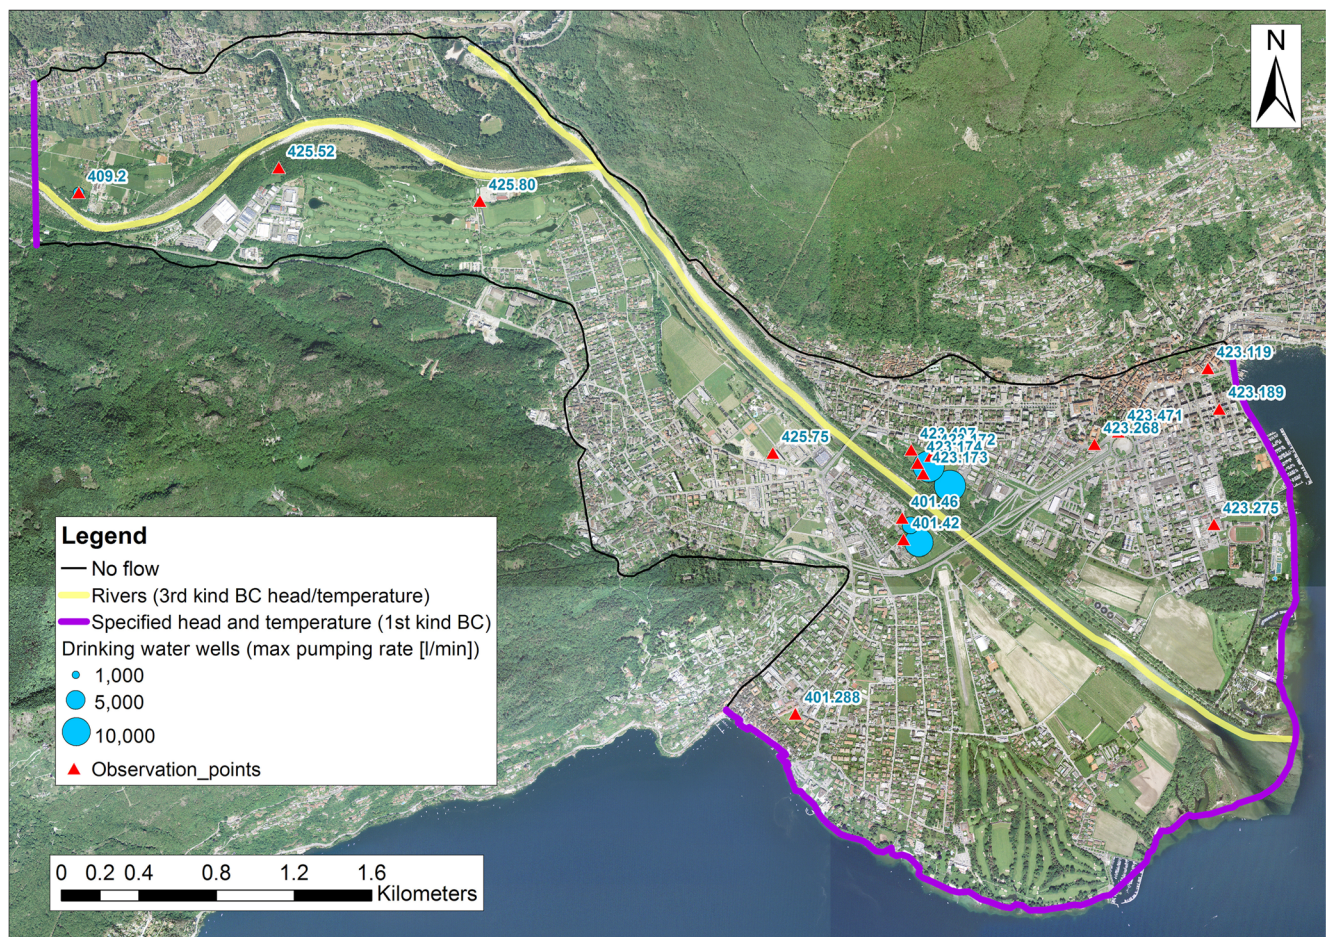 N
409.2
425.52
425.80
423.119
423.189
423.471
423.268
425.75
423.174
423.173
401.46
401.42
423.275
401.288
Legend
No flow
Rivers (3rd kind BC head/temperature)
Specified head and temperature (1st kind BC)
Drinking water wells (max pumping rate [l/min])
1,000
5,000
10,000
Observation_points
0 0.2 0.4 0.8 1.2 1.6
Kilometers